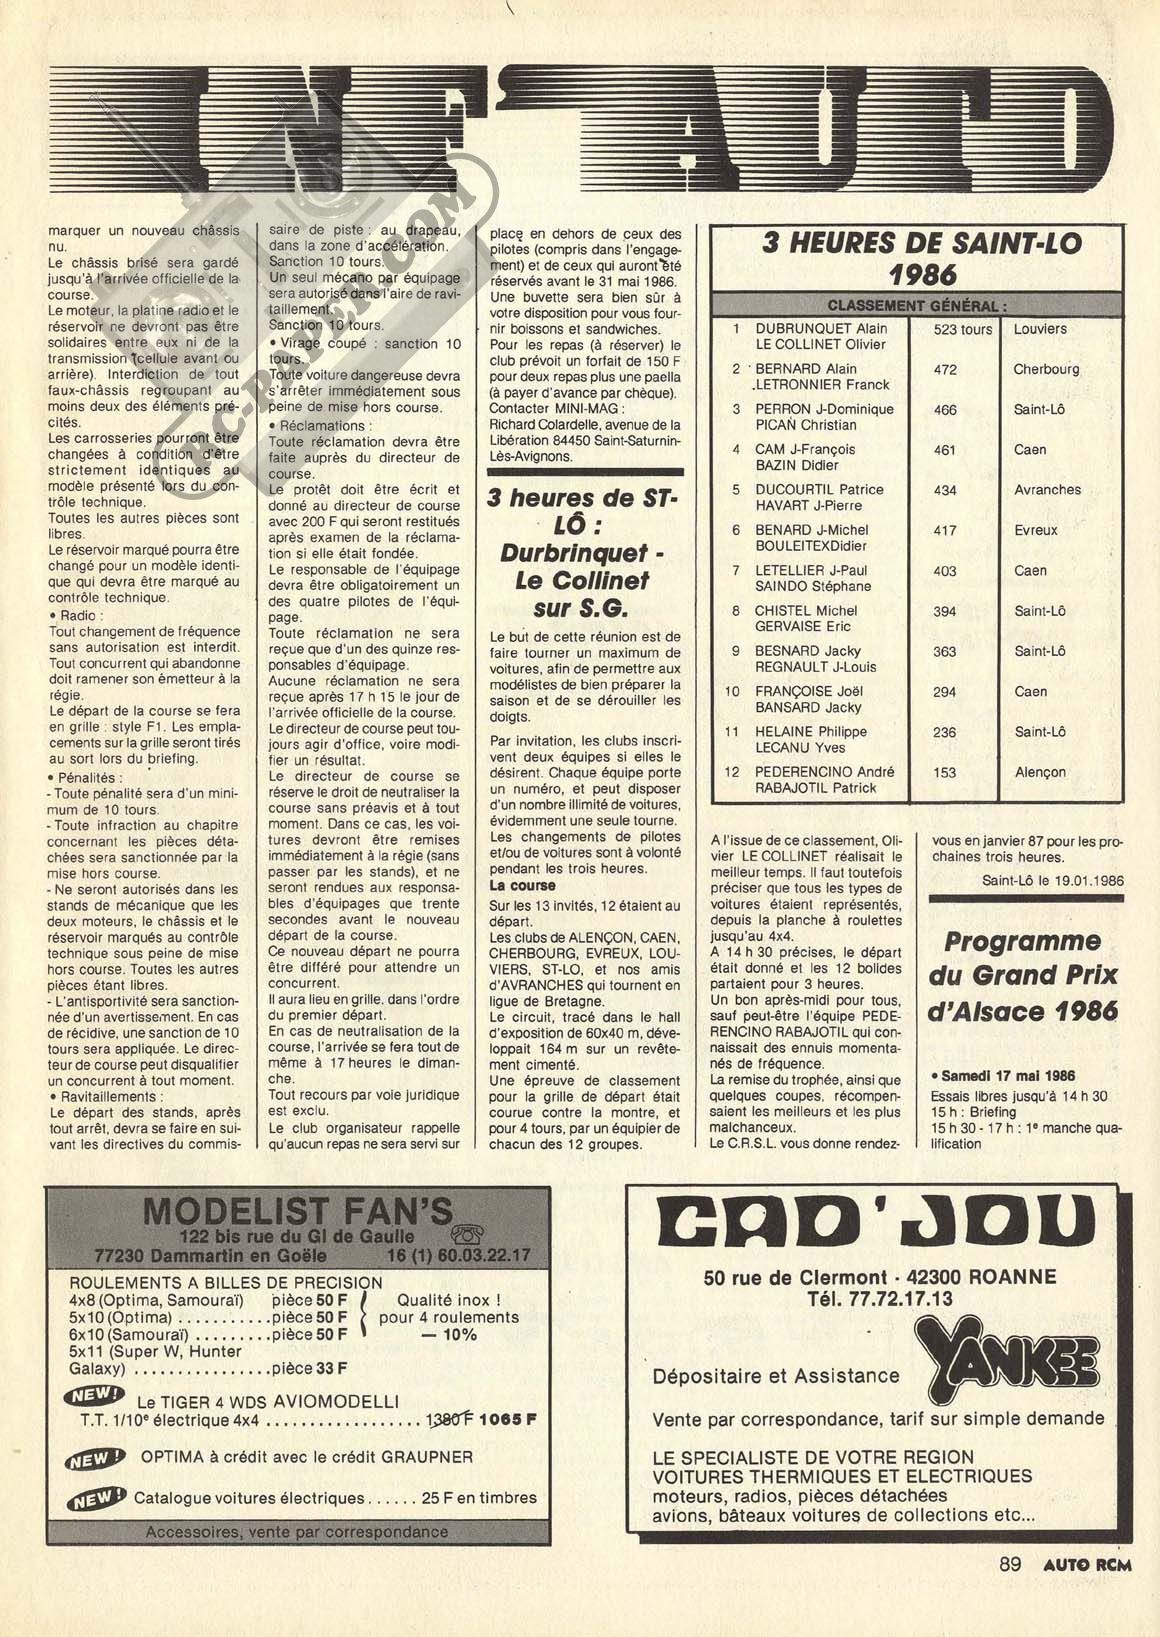 INF'AUTO
marquer un nouveau châssis
nu.
Le châssis brisé sera gardé
jusqu'à l'arrivée officielle de la
course.
Le moteur, la platine radio et le
réservoir ne devront pas être
solidaires entre eux ni de la
transmission (cellule avant ou
arrière). Interdiction de tout
faux-châssis regroupant au
moins deux des éléments pré-
cités.
Les carrosseries pourront être
changées à condition d'être
strictement identiques au
modèle présenté lors du con-
trôle technique.
Toutes les autres pièces sont
libres.
Le réservoir marqué pourra être
changé pour un modèle identi-
que qui devra être marqué au
contrôle technique.
• Radio :
Tout changement de fréquence
sans autorisation est interdit.
Tout concurrent qui abandonne
doit ramener son émetteur à la
régie.
Le départ de la course se fera
en grille : style F1. Les empla-
cements sur la grille seront tirés
au sort lors du briefing.
• Pénalités :
- Toute pénalité sera d'un mini-
mum de 10 tours.
- Toute infraction au chapitre
concernant les pièces déta-
chées sera sanctionnée par la
mise hors course.
- Ne seront autorisés dans les
stands de mécanique que les
deux moteurs, le châssis et le
réservoir marqués au contrôle
technique sous peine de mise
hors course. Toutes les autres
pièces étant libres.
- L'antisportivité sera sanction-
née d'un avertissement. En cas
de récidive, une sanction de 10
tours sera appliquée. Le direc-
teur de course peut disqualifier
un concurrent à tout moment.
• Ravitaillements :
Le départ des stands, après
tout arrêt, devra se faire en sui-
vant les directives du commis-
saire de piste : au drapeau,
dans la zone d'accélération.
Sanction 10 tours.
Un seul mécano par équipage
sera autorisé dans l'aire de ravi-
taillement.
Sanction 10 tours.
• Virage coupé : sanction 10
tours.
Toute voiture dangereuse devra
s'arrêter immédiatement sous
peine de mise hors course.
• Réclamations :
Toute réclamation devra être
faite auprès du directeur de
course.
Le protêt doit être écrit et
donné au directeur de course
avec 200 F qui seront restitués
après examen de la réclama-
tion si elle était fondée.
Le responsable de l'équipage
devra être obligatoirement un
des quatre pilotes de l'équi-
page.
Toute réclamation ne sera
reçue que d'un des quinze res-
ponsables d'équipage.
Aucune réclamation ne sera
reçue après 17 h 15 le jour de
l'arrivée officielle de la course.
Le directeur de course peut tou-
jours agir d'office, voire modi-
fier un résultat.
Le directeur de course se
réserve le droit de neutraliser la
course sans préavis et à tout
moment. Dans ce cas, les voi-
tures devront être remises
immédiatement à la régie (sans
passer par les stands), et ne
seront rendues aux responsa-
bles d'équipages que trente
secondes avant le nouveau
départ de la course.
Ce nouveau départ ne pourra
être différé pour attendre un
concurrent.
Il aura lieu en grille, dans l'ordre
du premier départ.
En cas de neutralisation de la
course, l'arrivée se fera tout de
même à 17 heures le diman-
che.
Tout recours par voie juridique
est exclu.
Le club organisateur rappelle
qu'aucun repas ne sera servi sur
place en dehors de ceux des
pilotes (compris dans l'engage-
ment) et de ceux qui auront été
réservés avant le 31 mai 1986.
Une buvette sera bien sûr à
votre disposition pour vous four-
nir boissons et sandwiches.
Pour les repas (à réserver) le
club prévoit un forfait de 150 F
pour deux repas plus une paella
(à payer d'avance par chèque).
Contacter MINI-MAG :
Richard Colardelle, avenue de la
Libération 84450 Saint-Saturnin-
Lès-Avignons.
3 heures de ST-
LÔ :
Durbrinquet -
Le Collinet
sur S.G.
Le but de cette réunion est de
faire tourner un maximum de
voitures, afin de permettre aux
modélistes de bien préparer la
saison et de se dérouiller les
doigts.
Par invitation, les clubs inscri-
vent deux équipes si elles le
désirent. Chaque équipe porte
un numéro, et peut disposer
d'un nombre illimité de voitures,
évidemment une seule tourne.
Les changements de pilotes
et/ou de voitures sont à volonté
pendant les trois heures.
La course
Sur les 13 invités, 12 étaient au
départ.
Les clubs de ALENÇON, CAEN,
CHERBOURG, EVREUX, LOU-
VIERS, ST-LO, et nos amis
d'AVRANCHES qui tournent en
ligue de Bretagne.
Le circuit, tracé dans le hall
d'exposition de 60x40 m, déve-
loppait 164 m sur un revête-
ment cimenté.
Une épreuve de classement
pour la grille de départ était
courue contre la montre, et
pour 4 tours, par un équipier de
chacun des 12 groupes.
3 HEURES DE SAINT-LO
1986
CLASSEMENT GÉNÉRAL :
1 DUBRUNQUET Alain 523 tours Louviers
LE COLLINET Olivier
2 BERNARD Alain 472 Cherbourg
LETRONNIER Franck
3 PERRON J-Dominique 466 Saint-Lô
PICAN Christian
4 CAM J-François 461 Caen
BAZIN Didier
5 DUCOURTIL Patrice 434 Avranches
HAVART J-Pierre
6 BENARD J-Michel 417 Evreux
BOULEITEXDidier
7 LETELLIER J-Paul 403 Caen
SAINDO Stéphane
8 CHISTEL Michel 394 Saint-Lô
GERVAISE Eric
9 BESNARD Jacky 363 Saint-Lô
REGNAULT J-Louis
10 FRANÇOISE Joël 294 Caen
BANSARD Jacky
11 HELAINE Philippe 236 Saint-Lô
LECANU Yves
12 PEDERENCINO André 153 Alençon
RABAJOTIL Patrick
A l'issue de ce classement, Oli-
vier LE COLLINET réalisait le
meilleur temps. Il faut toutefois
préciser que tous les types de
voitures étaient représentés,
depuis la planche à roulettes
jusqu'au 4x4.
A 14 h 30 précises, le départ
était donné et les 12 bolides
partaient pour 3 heures.
Un bon après-midi pour tous,
sauf peut-être l'équipe PEDE-
RENCINO RABAJOTIL qui con-
naissait des ennuis momenta-
nés de fréquence.
La remise du trophée, ainsi que
quelques coupes, récompen-
saient les meilleurs et les plus
malchanceux.
Le C.R.S.L. vous donne rendez-
vous en janvier 87 pour les pro-
chaines trois heures.
Saint-Lô le 19.01.1986
Programme
du Grand Prix
d'Alsace 1986
• Samedi 17 mai 1986
Essais libres jusqu'à 14 h 30
15 h : Briefing
15 h 30 - 17 h : 1e manche qua-
lification
MODELIST FAN'S
122 bis rue du Gl de Gaulle
77230 Dammartin en Goële 16 (1) 60.03.22.17
ROULEMENTS A BILLES DE PRECISION
4x8 (Optima, Samouraï) pièce 50 F
5x10 (Optima) ........... pièce 50 F
6x10 (Samouraï) ......... pièce 50 F
Qualité inox !
pour 4 roulements
— 10%
5x11 (Super W, Hunter
Galaxy) ................ pièce 33 F
NEW! Le TIGER 4 WDS AVIOMODELLI
T.T. 1/10e électrique 4x4 .................. 1380 F 1065 F
NEW! OPTIMA à crédit avec le crédit GRAUPNER
NEW! Catalogue voitures électriques ...... 25 F en timbres
Accessoires, vente par correspondance
CAD'JOU
50 rue de Clermont - 42300 ROANNE
Tél. 77.72.17.13
Dépositaire et Assistance YANKEE
Vente par correspondance, tarif sur simple demande
LE SPECIALISTE DE VOTRE REGION
VOITURES THERMIQUES ET ELECTRIQUES
moteurs, radios, pièces détachées
avions, bâteaux voitures de collections etc...
89 AUTO RCM
RC-PAPER.COM